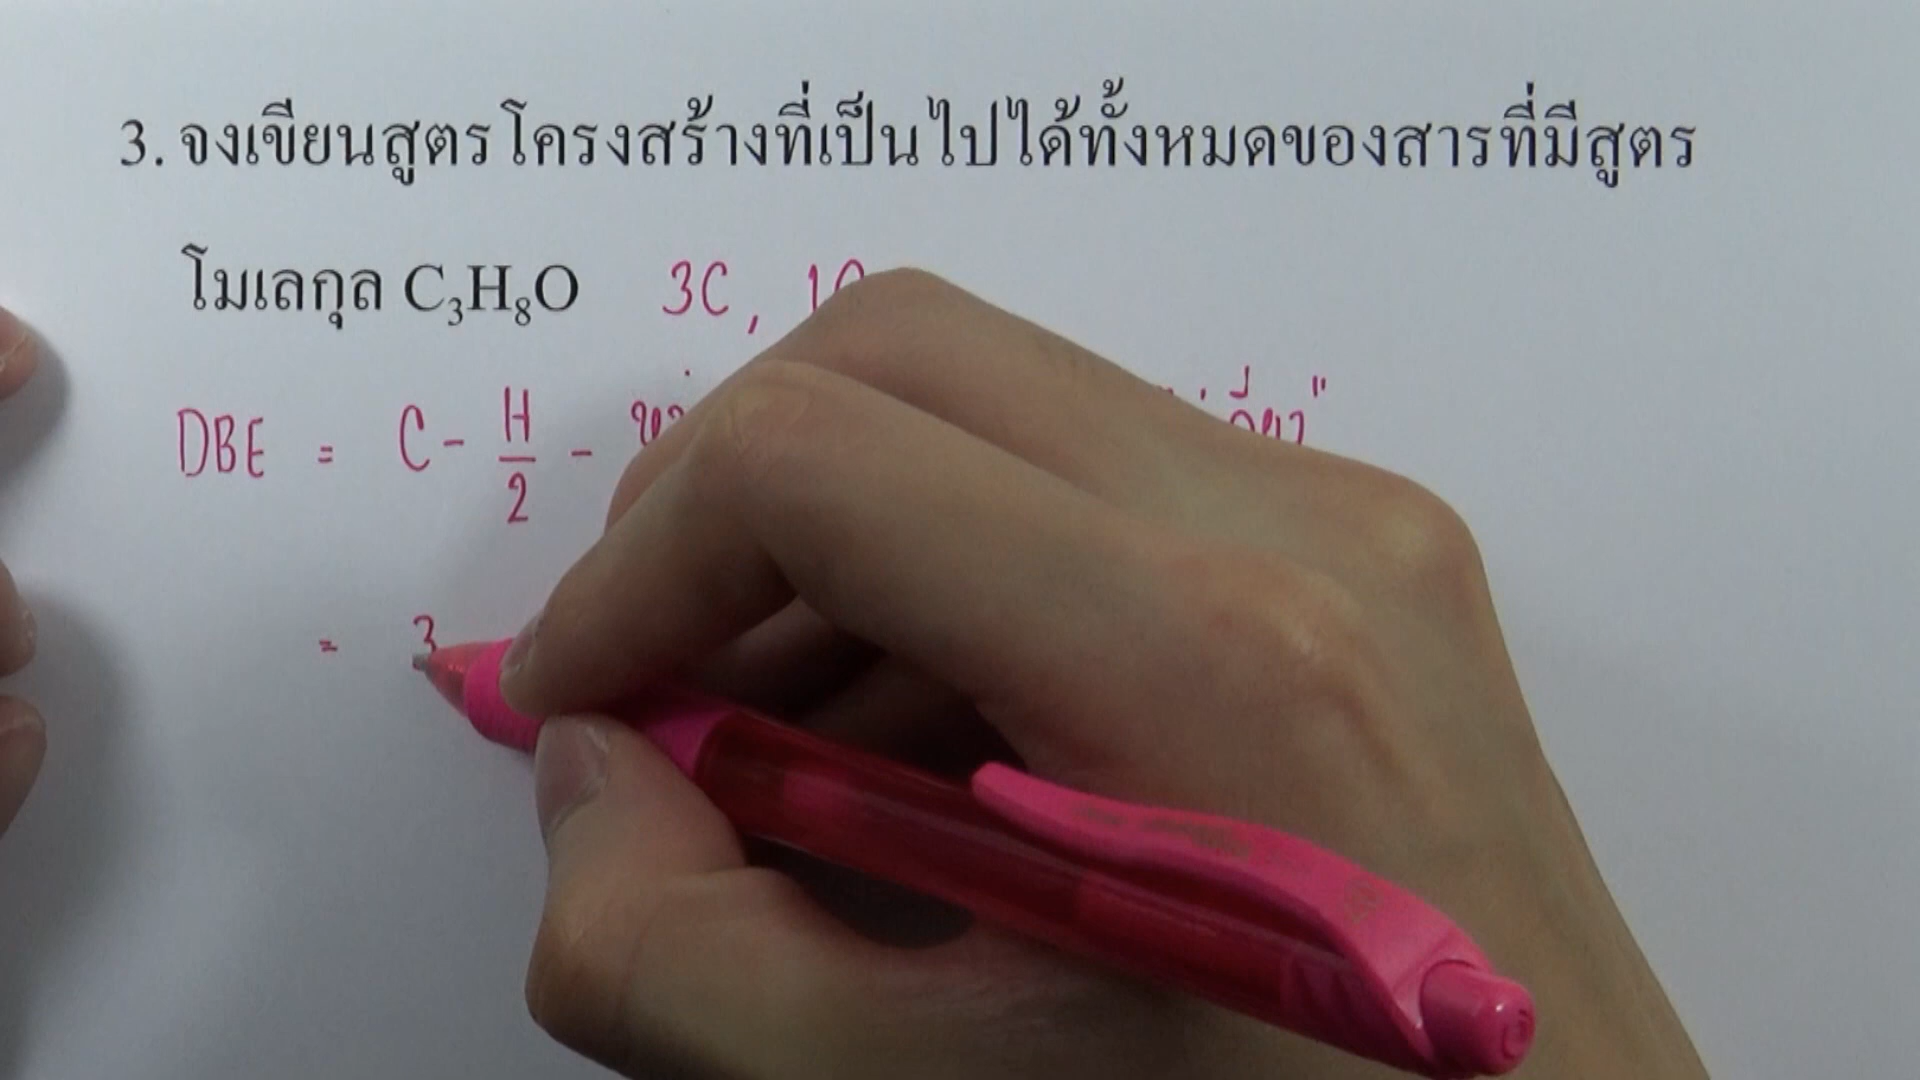 3. จงเขียนสูตรโครงสร้างที่เป็นไปได้ทั้งหมดของสารที่มีสูตร
โมเลกุล C₃H₈O 3C, 1O
DBE = C - H/2 -
= 3